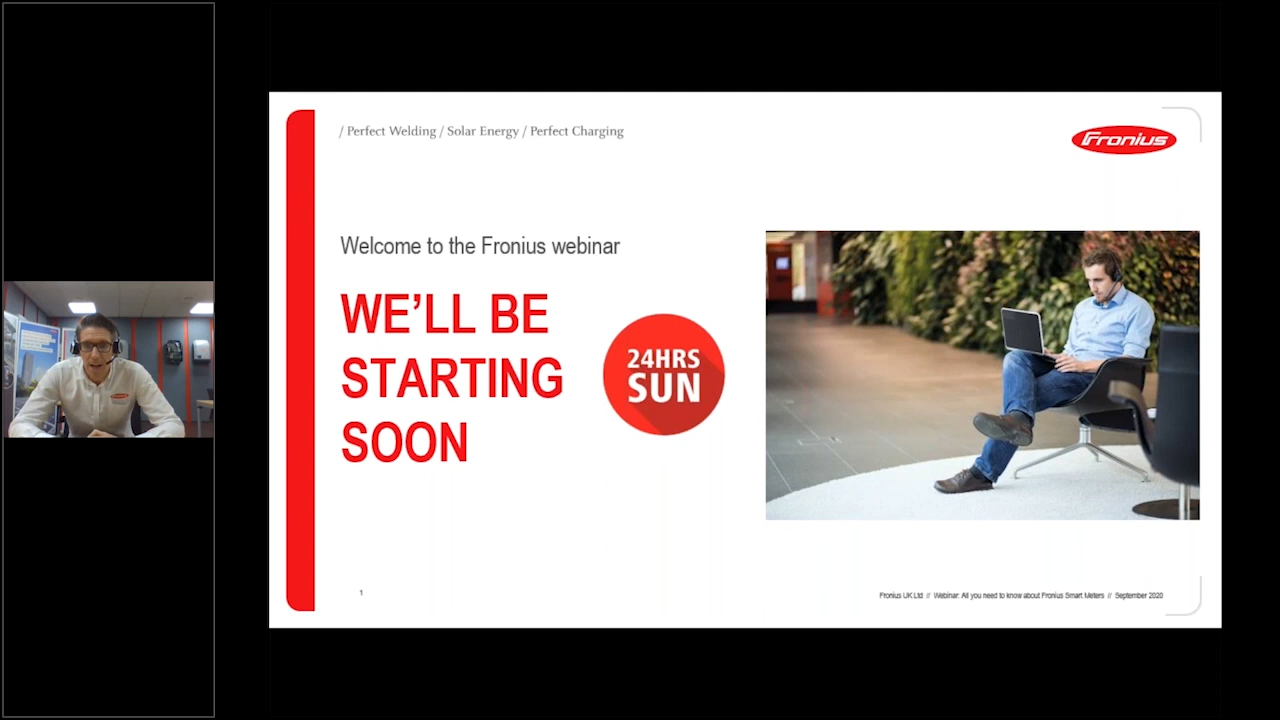 / Perfect Welding / Solar Energy / Perfect Charging
Fronius
Welcome to the Fronius webinar
WE’LL BE
STARTING
SOON
24HRS
SUN
1
Fronius UK Ltd // Webinar: All you need to know about Fronius Smart Meters // September 2020